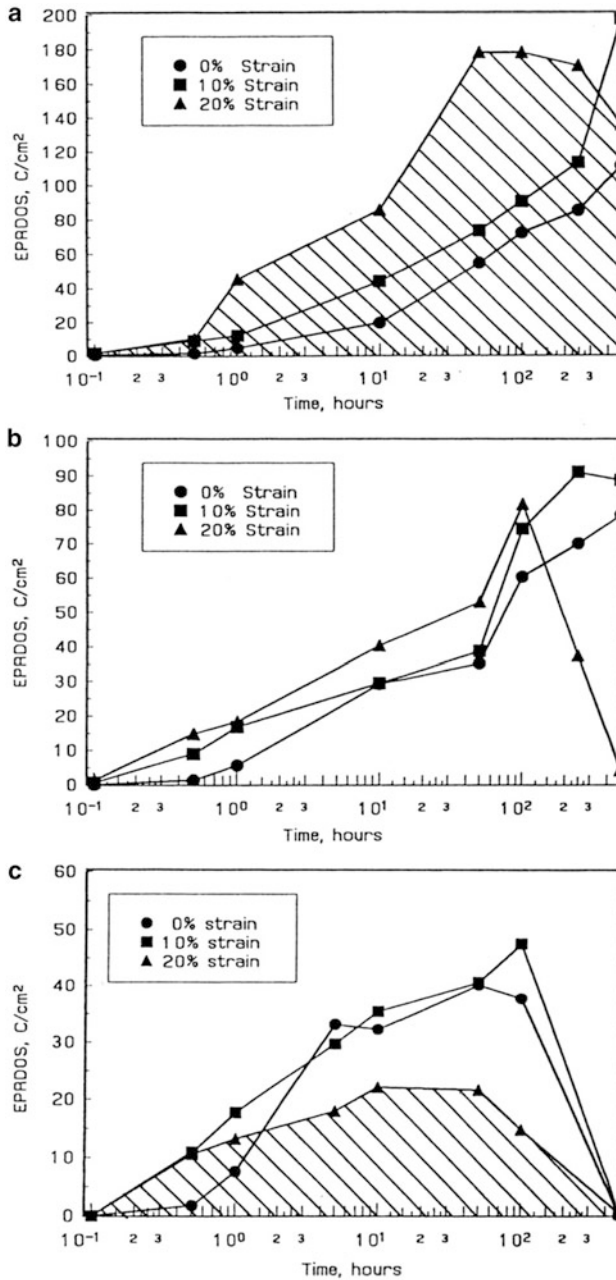 a
200
180
160
140
120
100
80
60
40
20
0
EPRDOS, C/cm²
0% Strain
10% Strain
20% Strain
10⁻¹ 2 3 10⁰ 2 3 10¹ 2 3 10² 2 3
Time, hours
b
100
90
80
70
60
50
40
30
20
10
0
EPRDOS, C/cm²
0% Strain
10% Strain
20% Strain
10⁻¹ 2 3 10⁰ 2 3 10¹ 2 3 10² 2 3
Time, hours
c
60
50
40
30
20
10
0
EPRDOS, C/cm²
0% strain
10% strain
20% strain
10⁻¹ 2 3 10⁰ 2 3 10¹ 2 3 10² 2 3
Time, hours